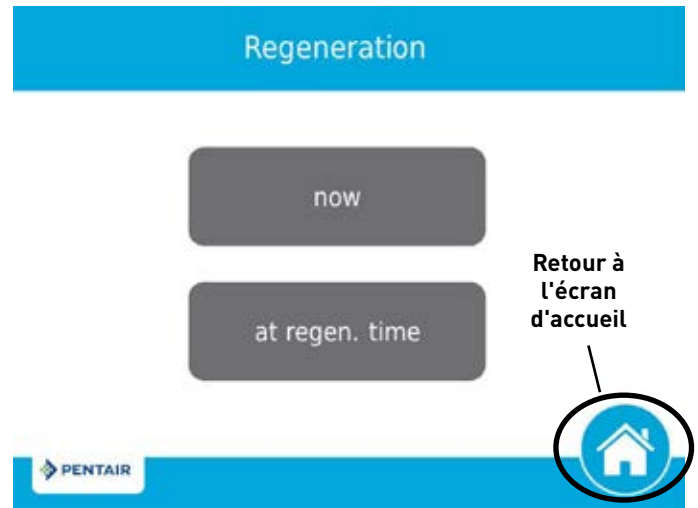 Regeneration
now
Retour à
l'écran
d'accueil
at regen. time
PENTAIR